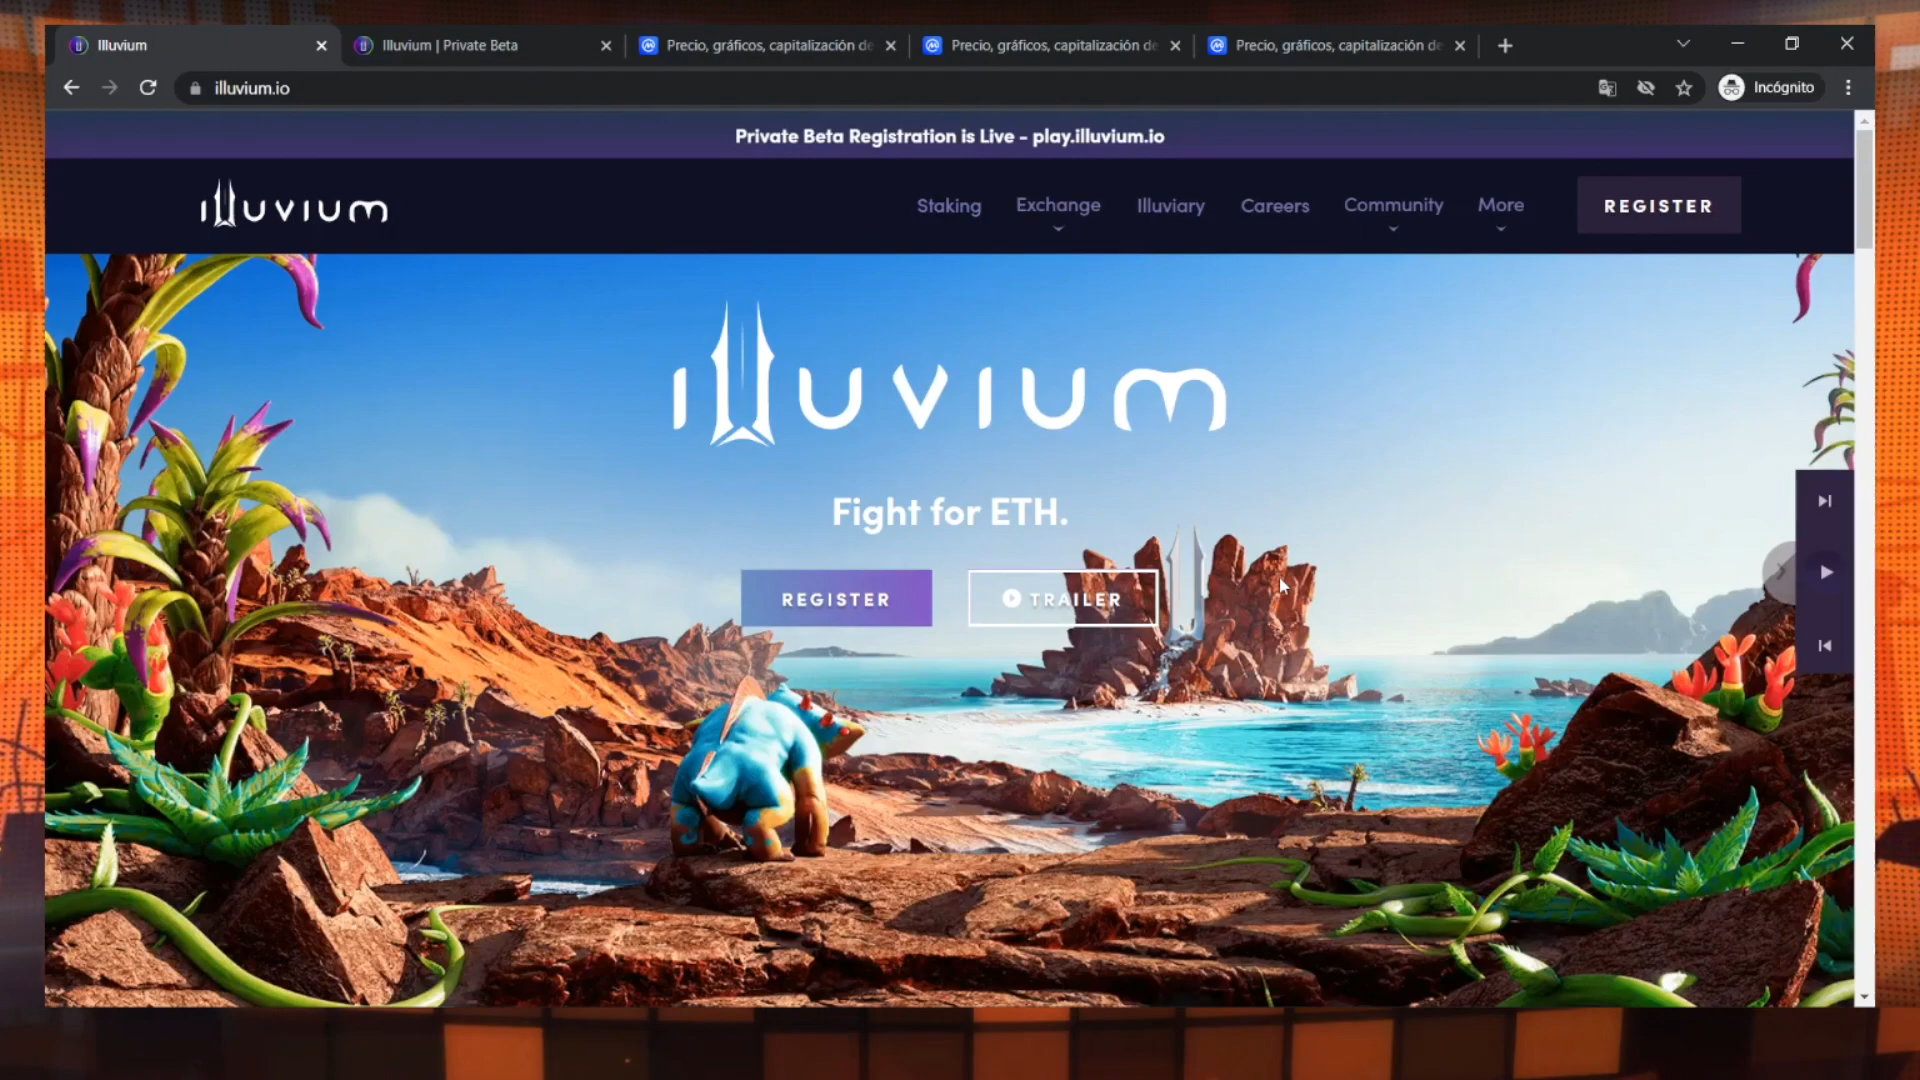 Illuvium
Illuvium | Private Beta
Precio, gráficos, capitalización de
Precio, gráficos, capitalización de
Precio, gráficos, capitalización de
illuvium.io
Incógnito
Private Beta Registration is Live - play.illuvium.io
illuvium
Staking
Exchange
Illuviary
Careers
Community
More
REGISTER
illuvium
Fight for ETH.
REGISTER
TRAILER